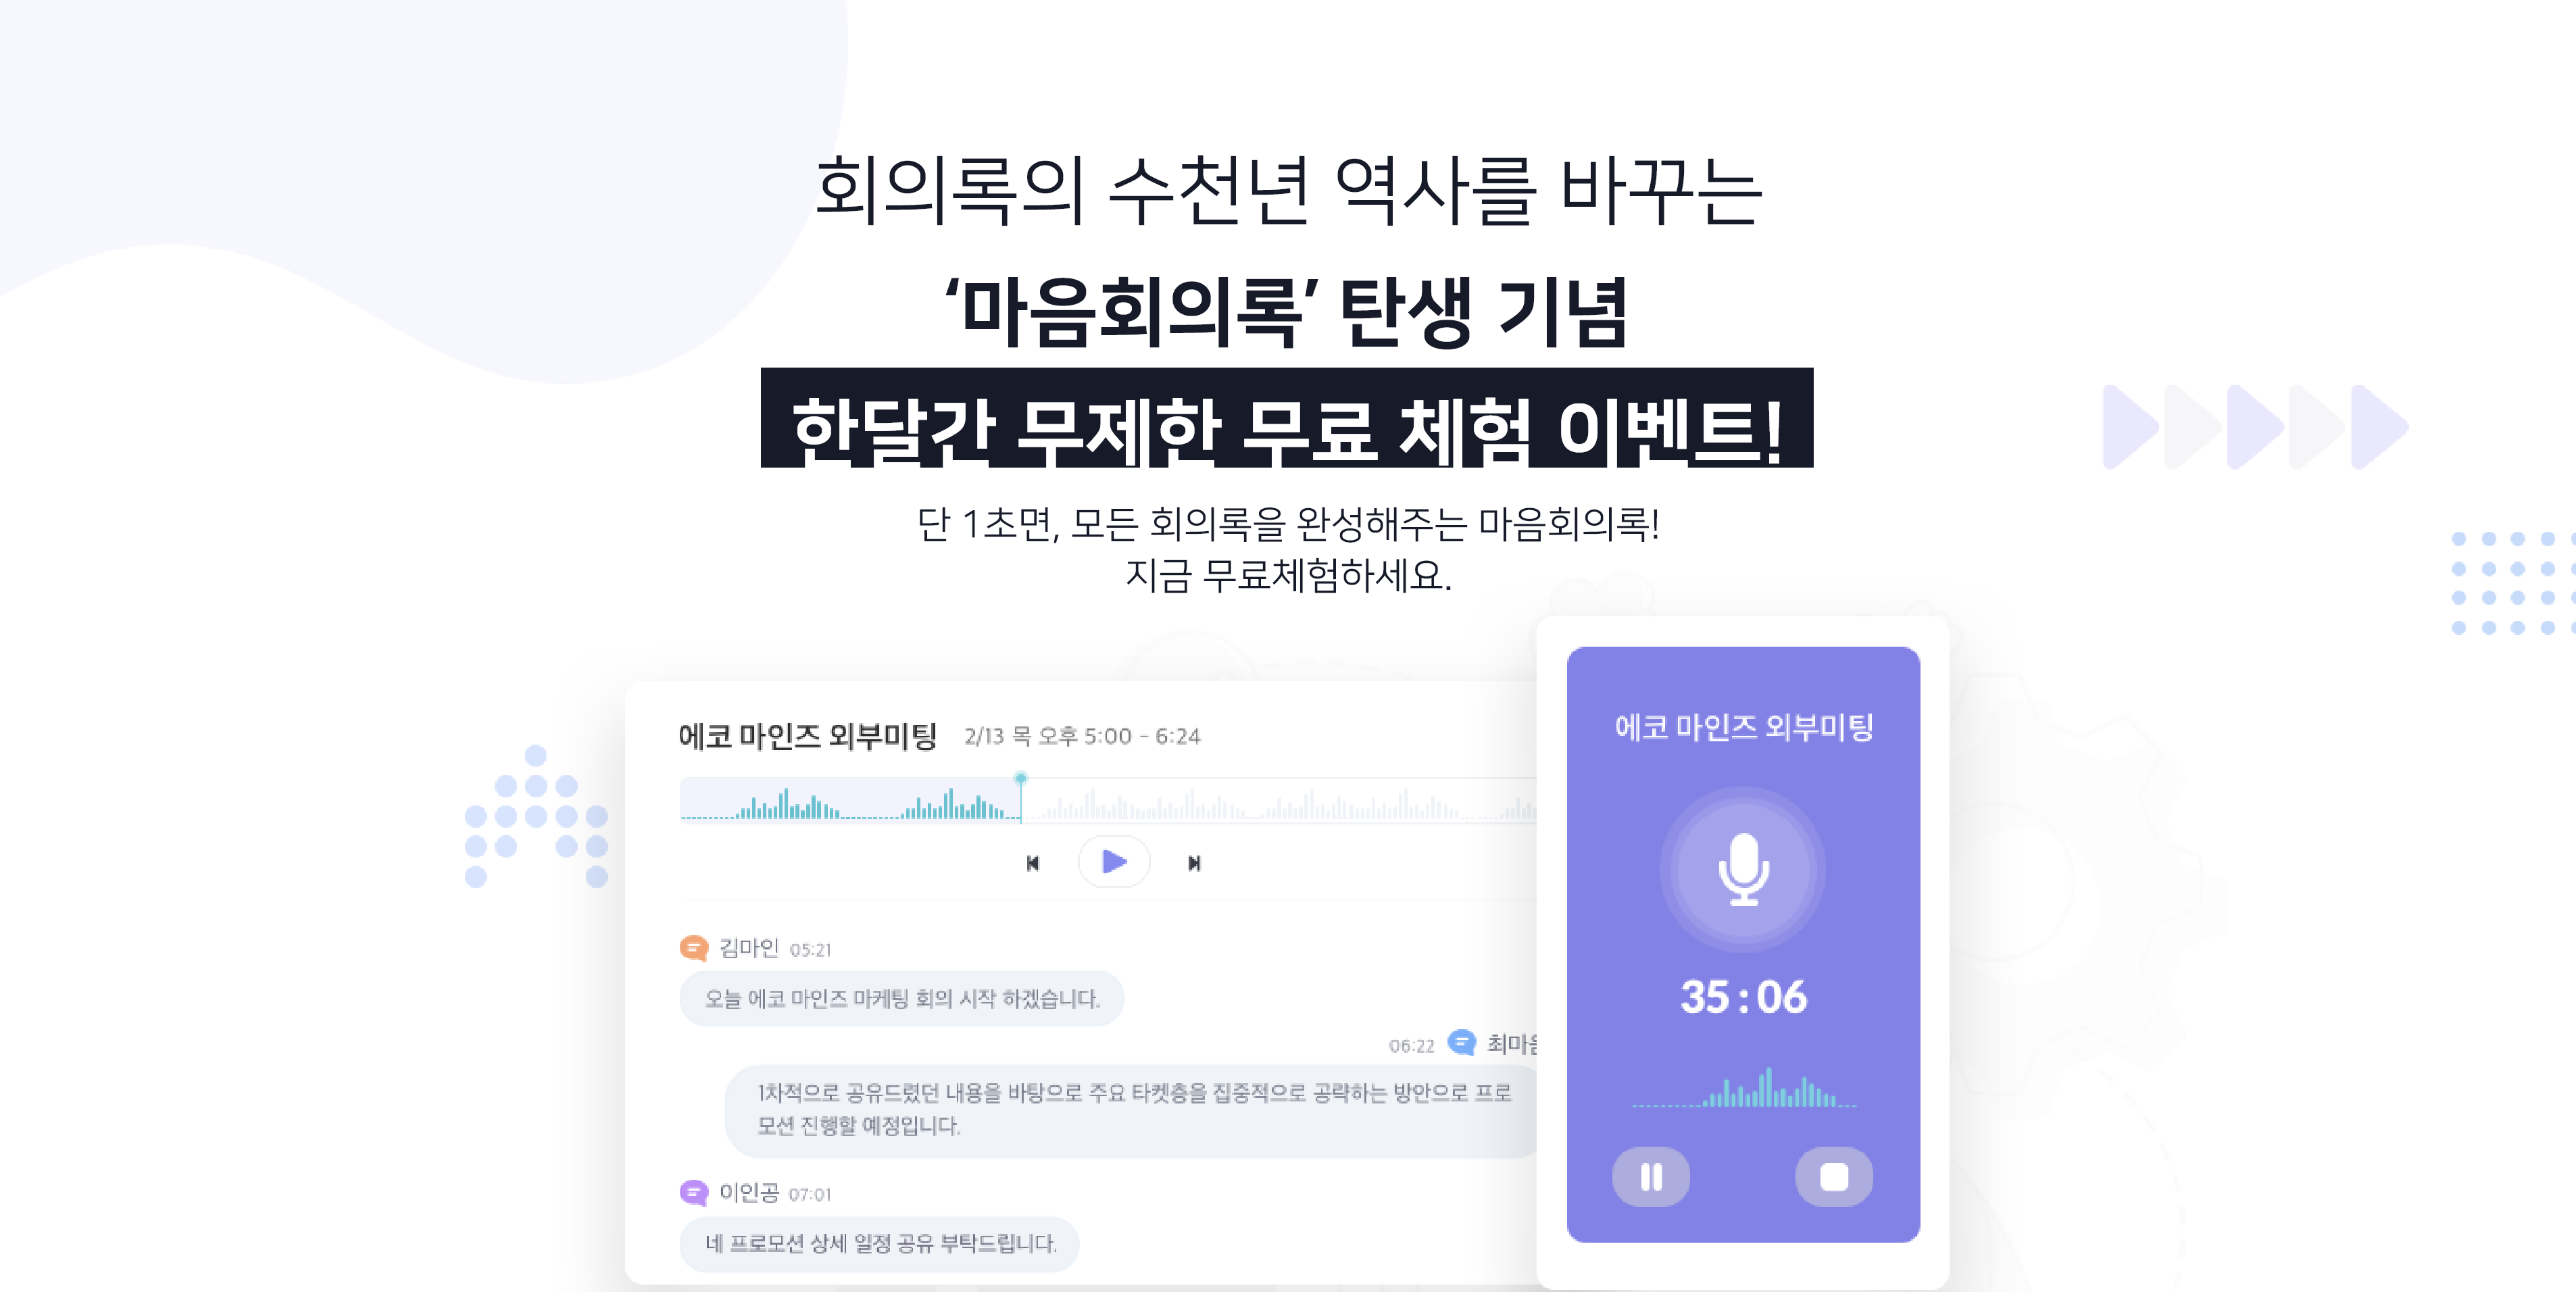 회의록의 수천년 역사를 바꾸는
‘마음회의록’ 탄생 기념
한달간 무제한 무료 체험 이벤트!
단 1초면, 모든 회의록을 완성해주는 마음회의록!
지금 무료체험하세요.
에코 마인즈 외부미팅 2/13 목 오후 5:00 - 6:24
김마인 05:21
오늘 에코 마인즈 마케팅 회의 시작 하겠습니다.
06:22
1차적으로 공유드렸던 내용을 바탕으로 주요 타켓층을 집중적으로 공략하는 방안으로 프로
모션 진행할 예정입니다.
이인공 07:01
네 프로모션 상세 일정 공유 부탁드립니다.
에코 마인즈 외부미팅
35 : 06